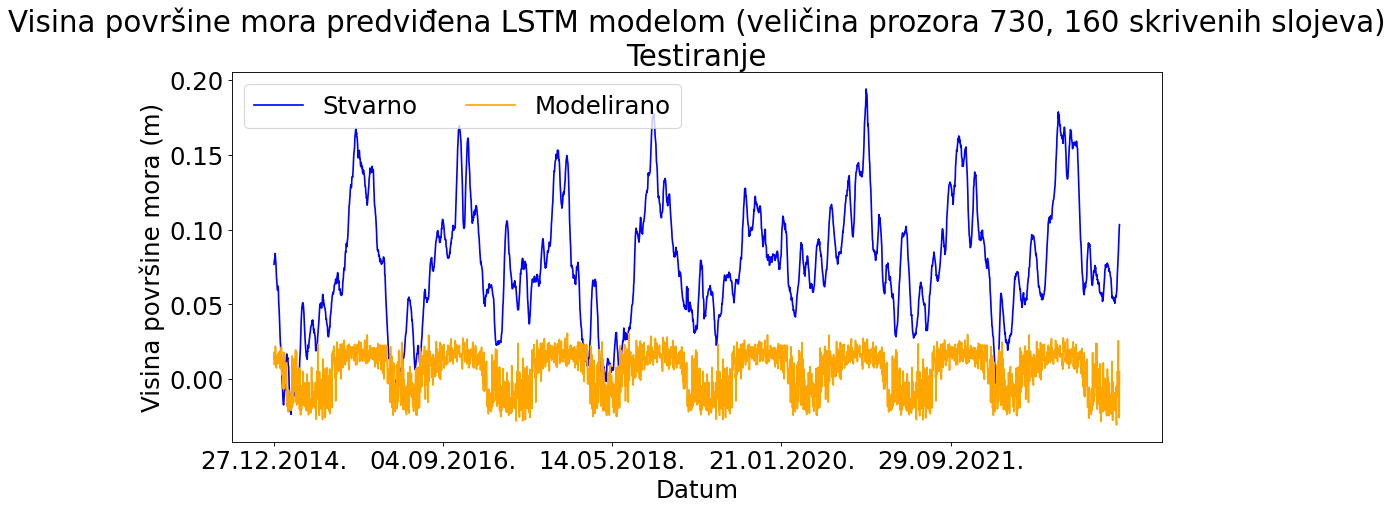 Visina površine mora predviđena LSTM modelom (veličina prozora 730, 160 skrivenih slojeva)
Testiranje
Stvarno
Modelirano
Visina površine mora (m)
0.20
0.15
0.10
0.05
0.00
27.12.2014.
04.09.2016.
14.05.2018.
21.01.2020.
29.09.2021.
Datum